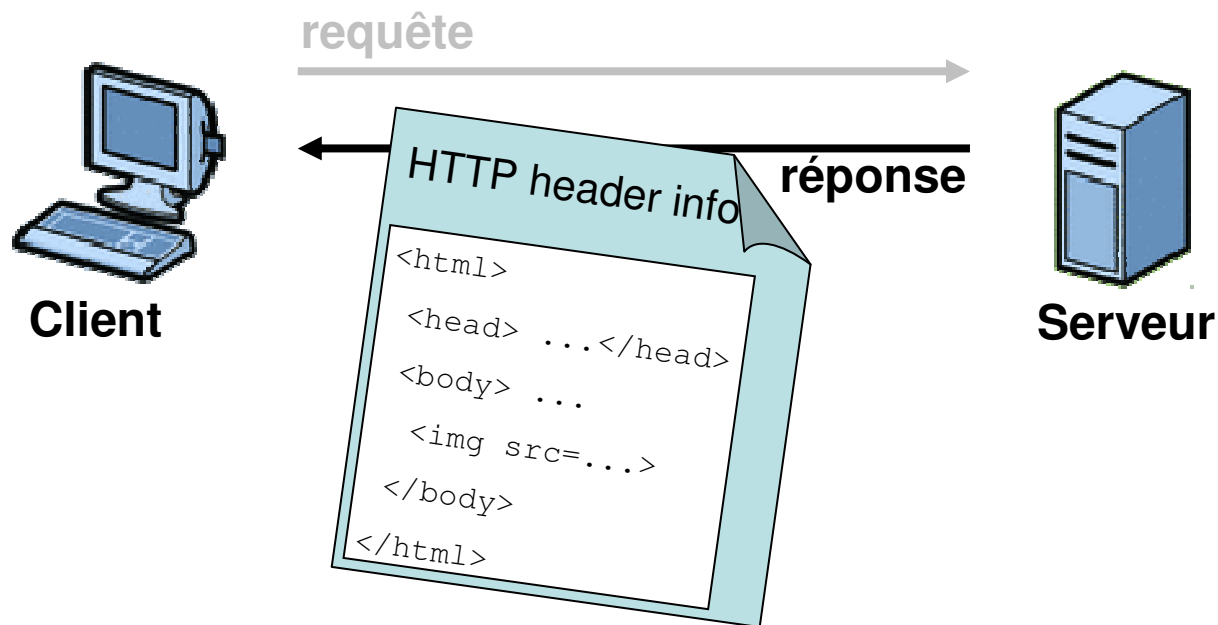 requête
réponse
HTTP header info
<html>
<head> ...</head>
<body> ...
<img src=...>
</body>
</html>
Client
Serveur